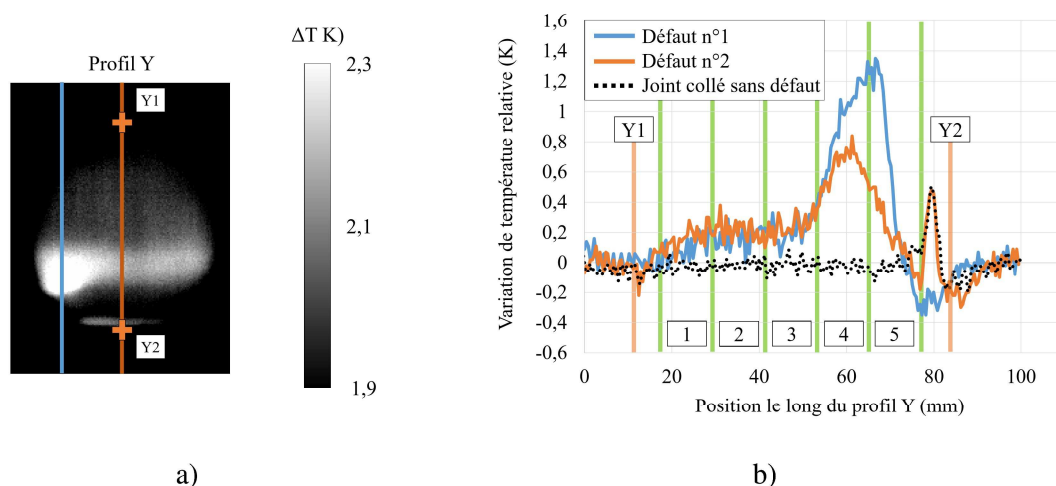 ΔT K)
Profil Y
Y1
Y2
2,3
2,1
1,9
a)
Variation de températue relative (K)
1,6
1,4
1,2
1
0,8
0,6
0,4
0,2
0
-0,2
-0,4
-0,6
Défaut n°1
Défaut n°2
Joint collé sans défaut
Y1
Y2
1 2 3 4 5
0 20 40 60 80 100
Position le long du profil Y (mm)
b)